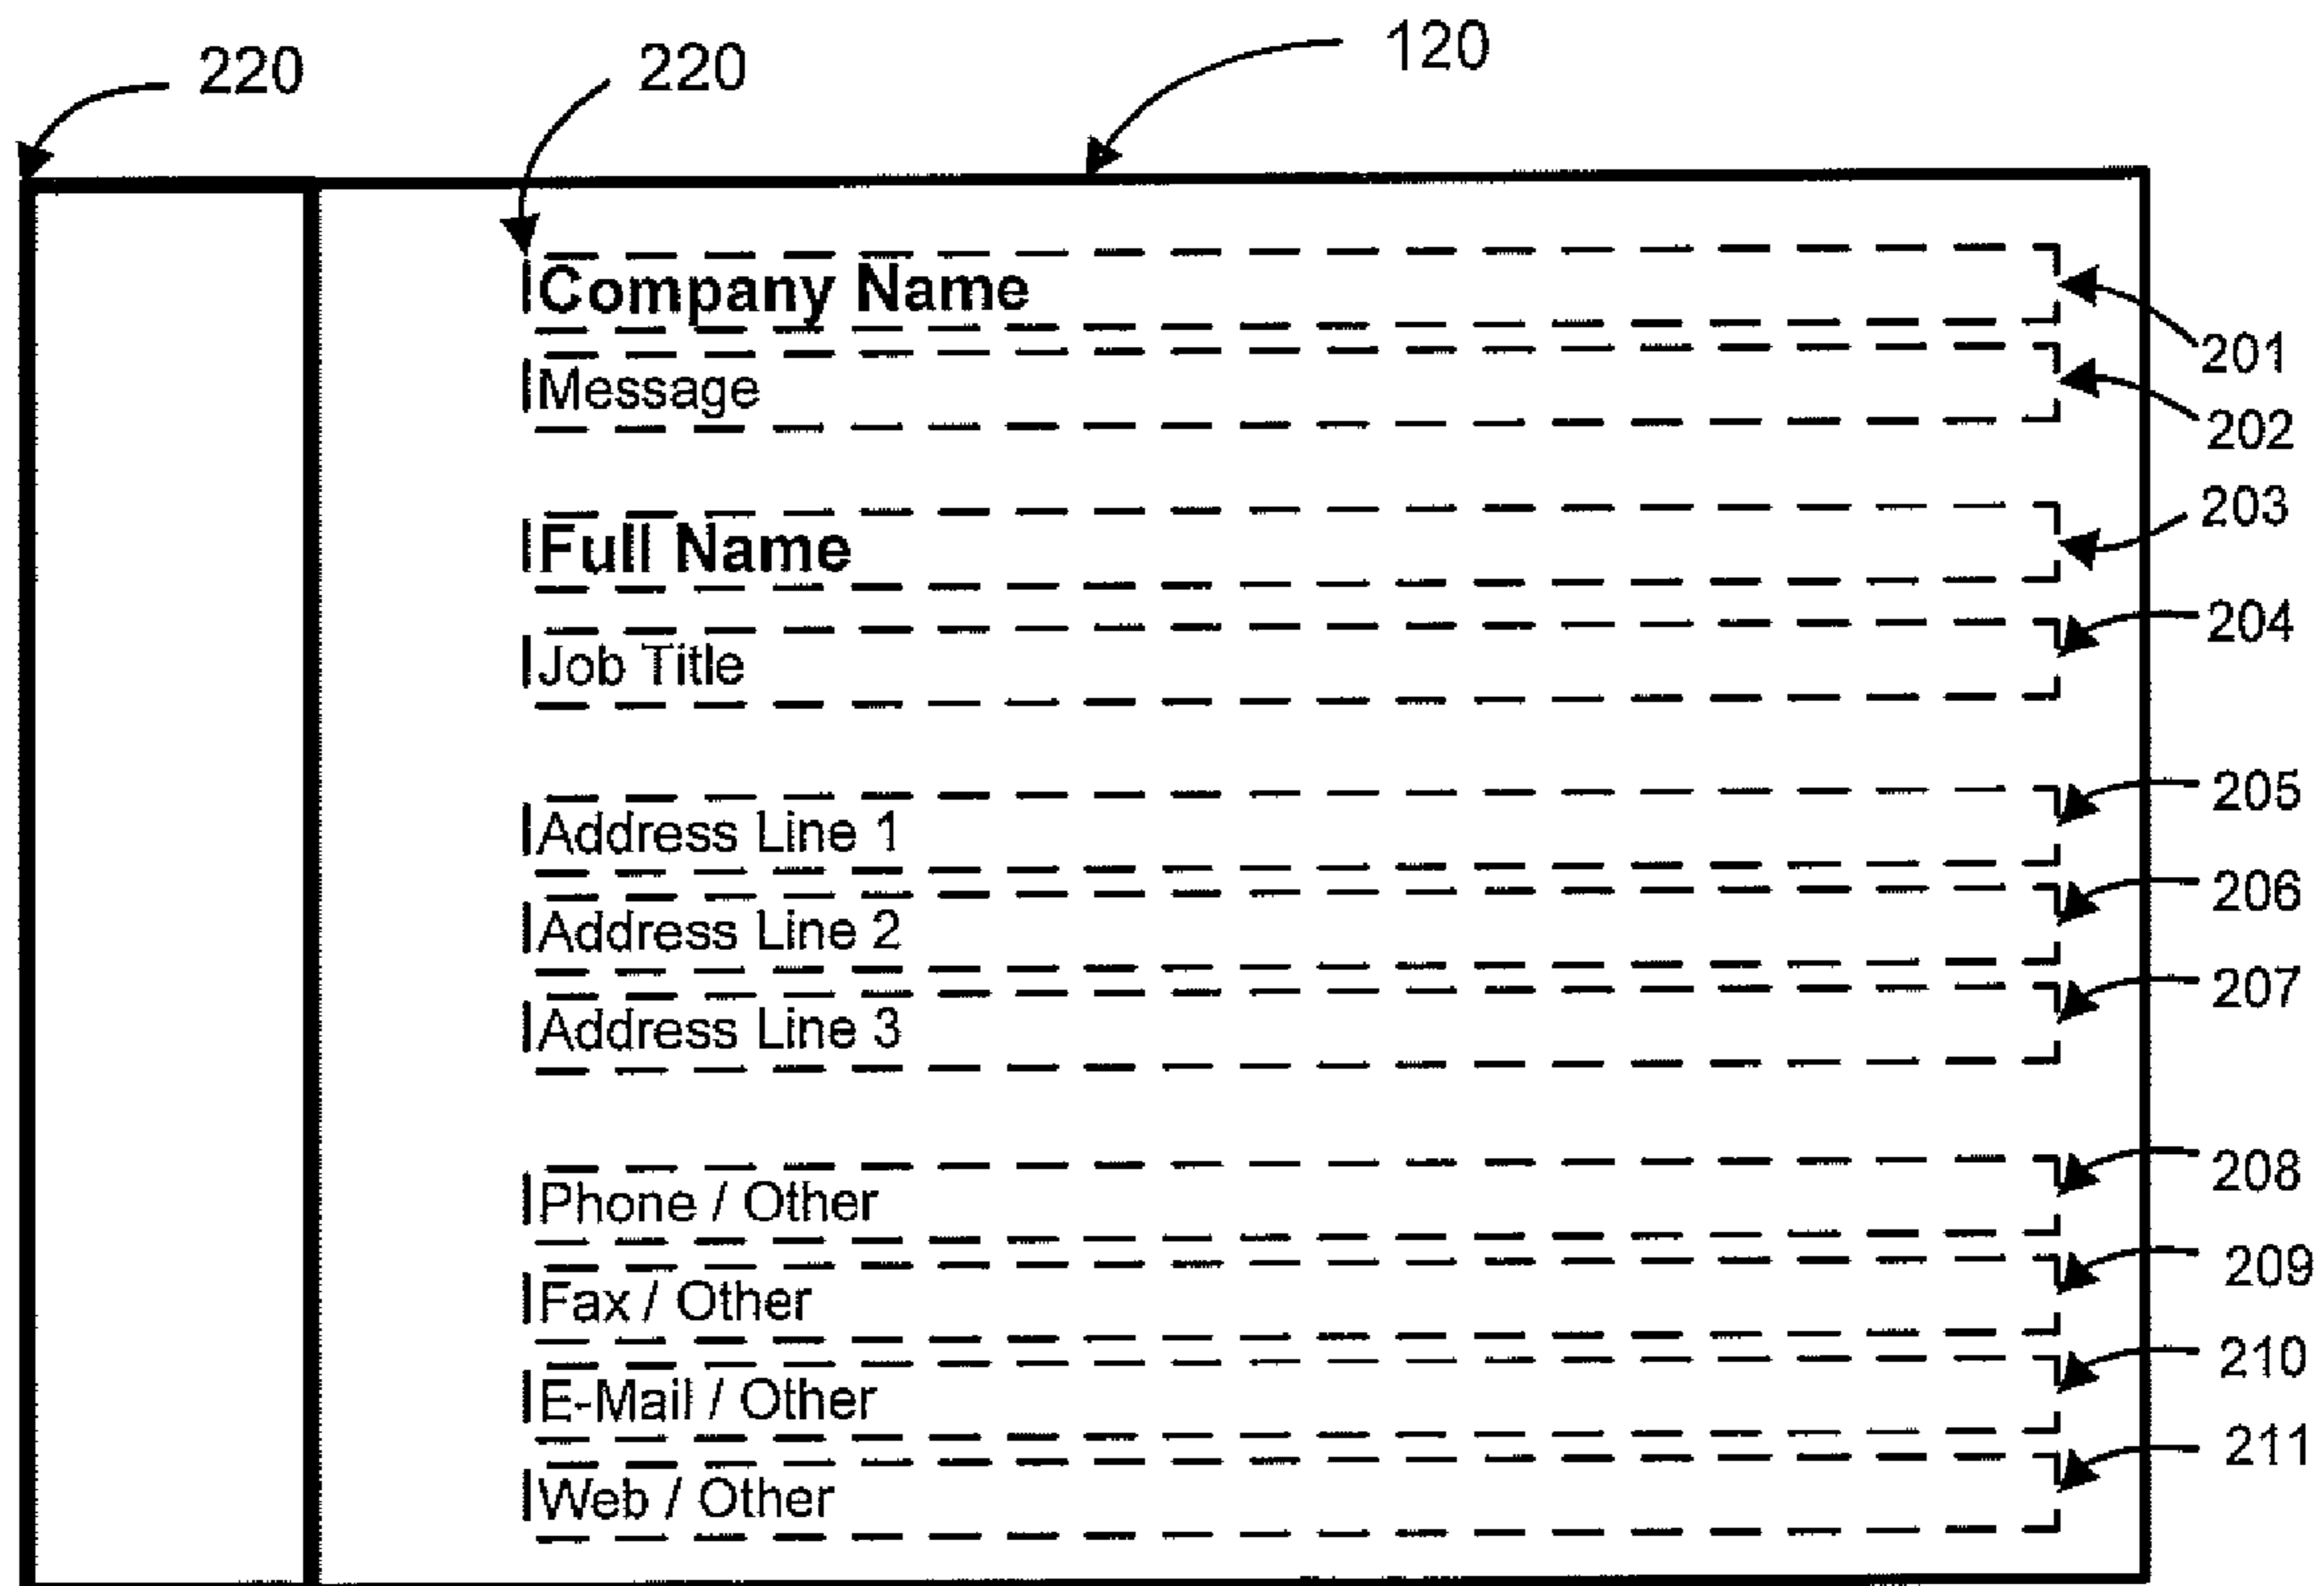 220 220 120
Company Name
201
Message
202
203
Full Name
204
Job Title
205
Address Line 1
206
Address Line 2
207
Address Line 3
208
Phone / Other
209
Fax / Other
210
E-Mail / Other
211
Web / Other